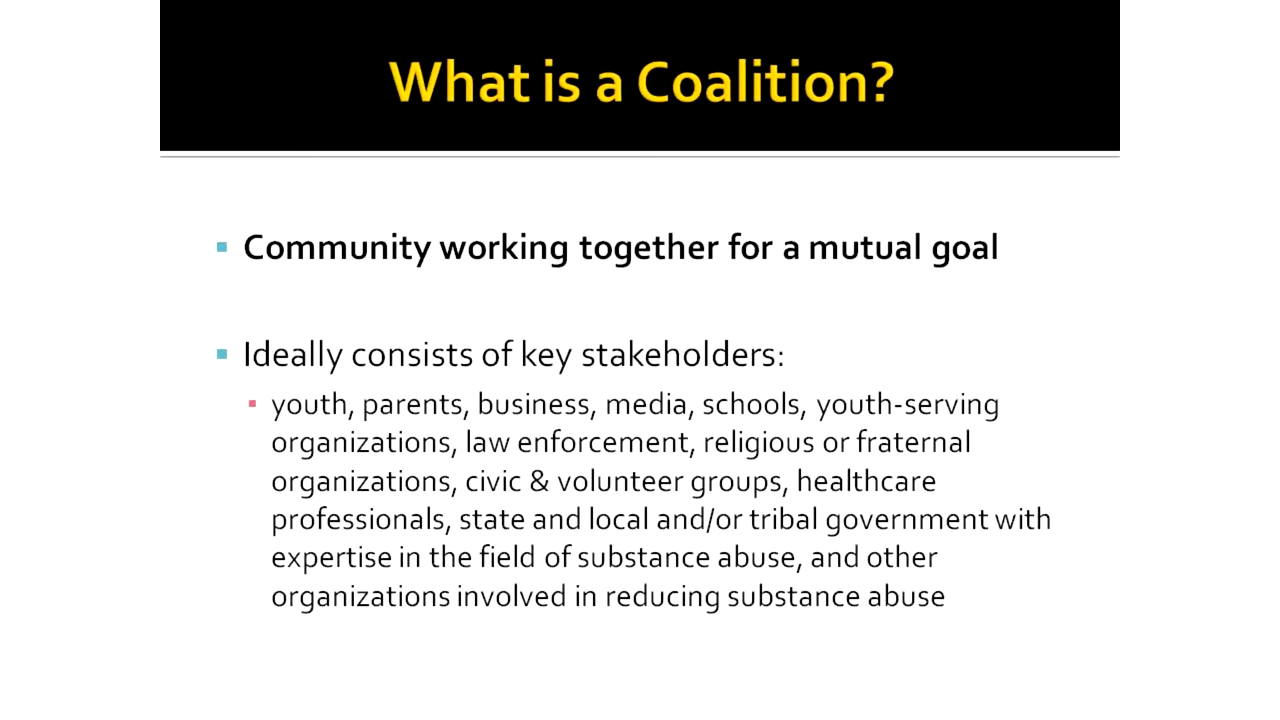 What is a Coalition?
Community working together for a mutual goal
Ideally consists of key stakeholders:
youth, parents, business, media, schools, youth-serving
organizations, law enforcement, religious or fraternal
organizations, civic & volunteer groups, healthcare
professionals, state and local and/or tribal government with
expertise in the field of substance abuse, and other
organizations involved in reducing substance abuse